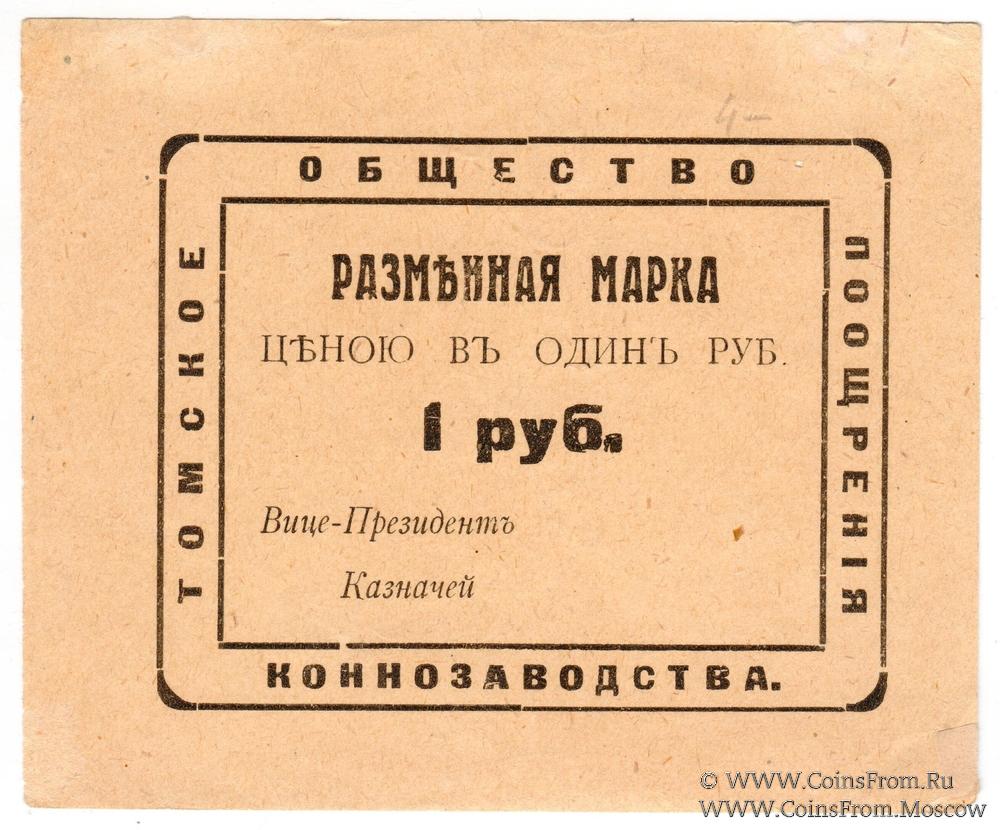 4-
ТОМСКОЕ
ОБЩЕСТВО
ПООЩРЕНІЯ
КОННОЗАВОДСТВА.
РАЗМѢННАЯ МАРКА
ЦѢНОЮ ВЪ ОДИНЪ РУБ.
1 руб.
Вице-Президентъ
Казначей
© WWW.CoinsFrom.Ru
WWW.CoinsFrom.Moscow